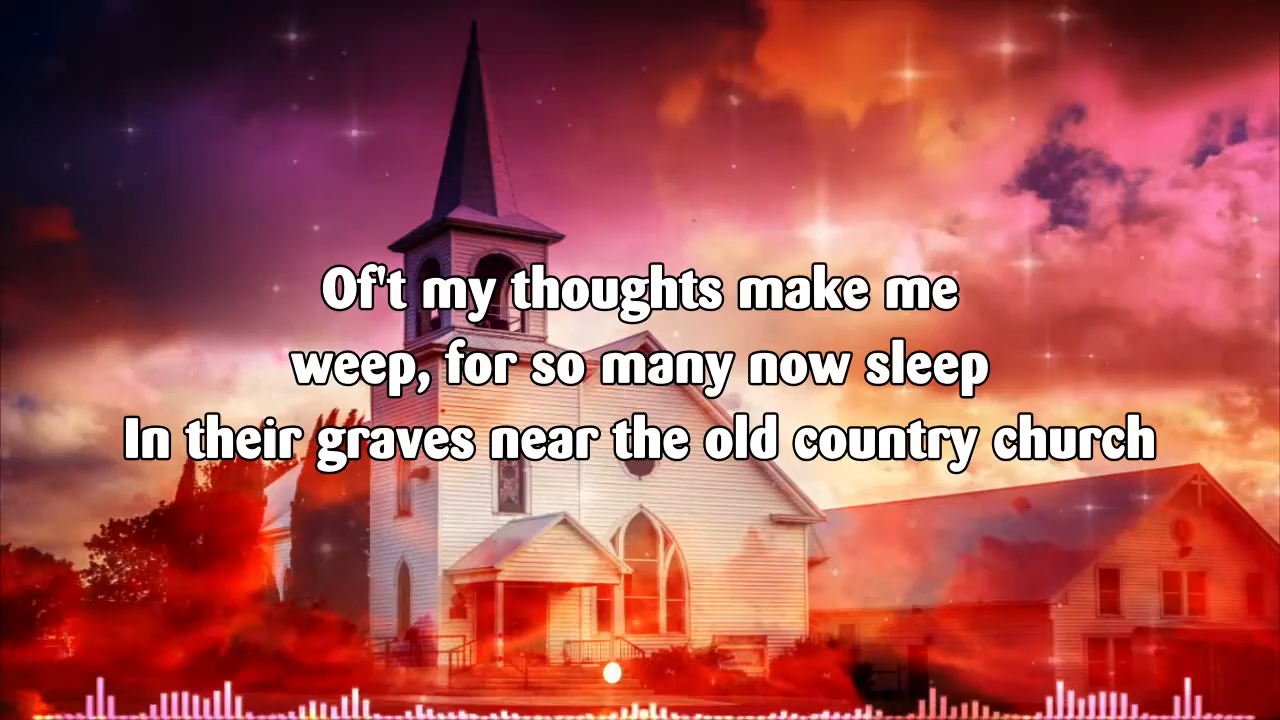 Of't my thoughts make me
weep, for so many now sleep
In their graves near the old country church